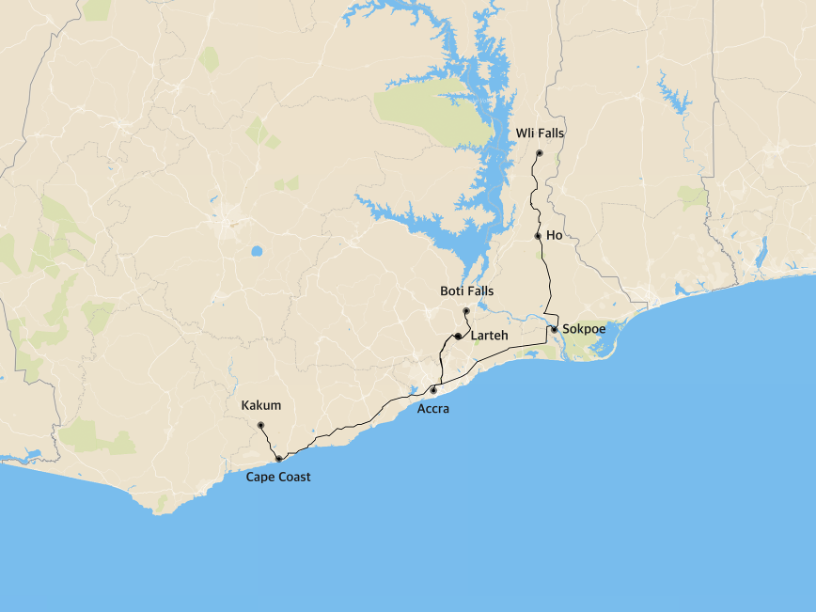 Wli Falls
Ho
Boti Falls
Sokpoe
Larteh
Kakum
Accra
Cape Coast